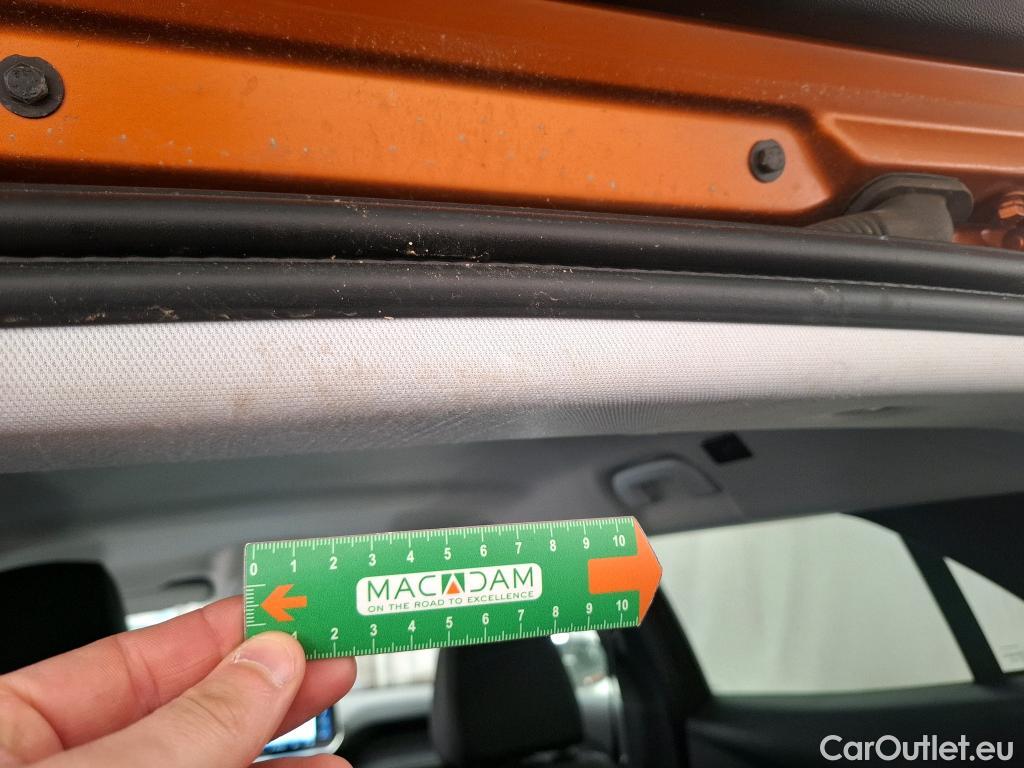 0 1 2 3 4 5 6 7 8 9 10
MACADAM
ON THE ROAD TO EXCELLENCE
1 2 3 4 5 6 7 8 9 10
CarOutlet.eu